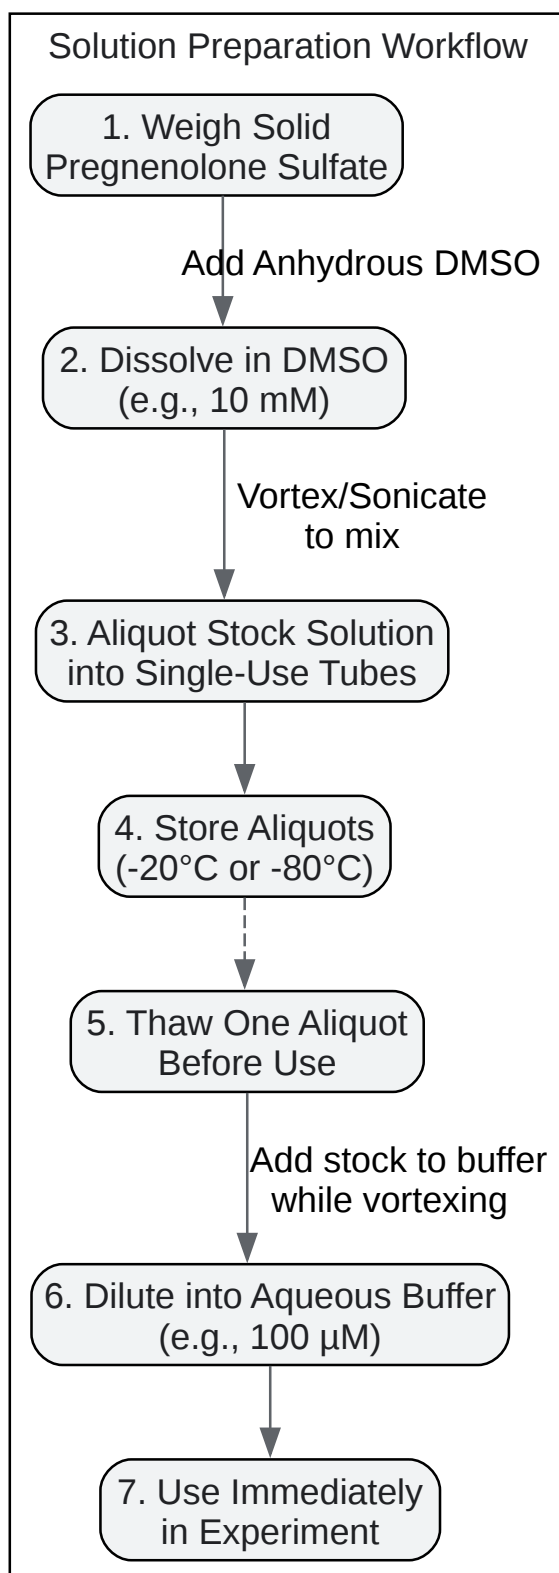 Solution Preparation Workflow
1. Weigh Solid
Pregnenolone Sulfate
Add Anhydrous DMSO
2. Dissolve in DMSO
(e.g., 10 mM)
Vortex/Sonicate
to mix
3. Aliquot Stock Solution
into Single-Use Tubes
4. Store Aliquots
(-20°C or -80°C)
5. Thaw One Aliquot
Before Use
Add stock to buffer
while vortexing
6. Dilute into Aqueous Buffer
(e.g., 100 µM)
7. Use Immediately
in Experiment